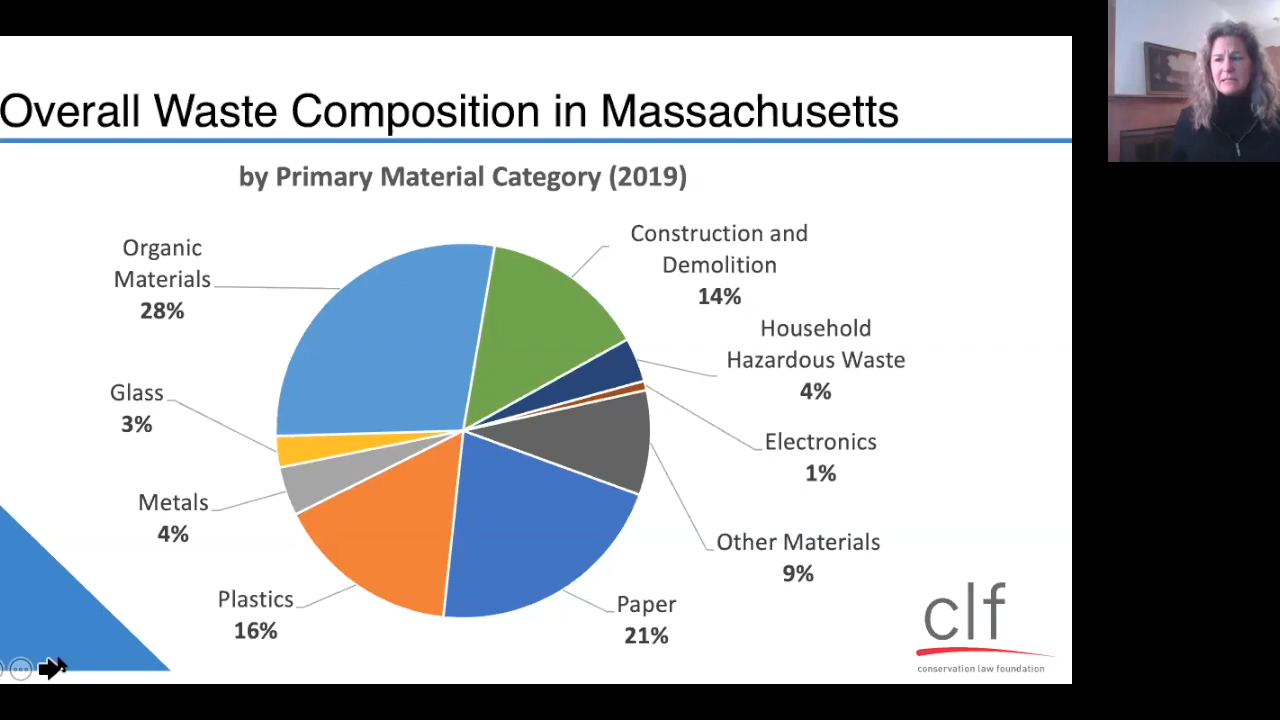 Overall Waste Composition in Massachusetts
by Primary Material Category (2019)
Organic
Materials
28%
Construction and
Demolition
14%
Household
Hazardous Waste
4%
Glass
3%
Electronics
1%
Metals
4%
Other Materials
9%
Plastics
16%
Paper
21%
clf
conservation law foundation